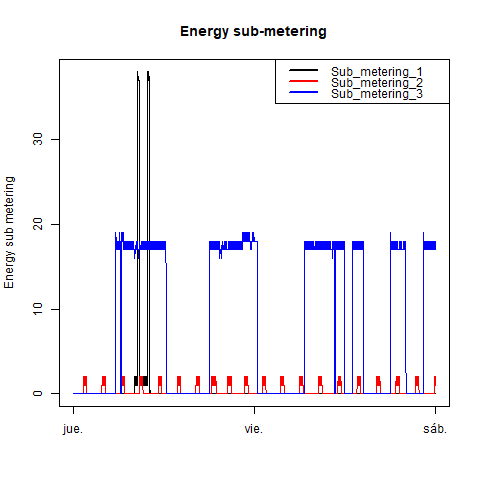 Energy sub-metering
Sub_metering_1
Sub_metering_2
Sub_metering_3
Energy sub metering
30
20
10
0
jue.
vie.
sáb.